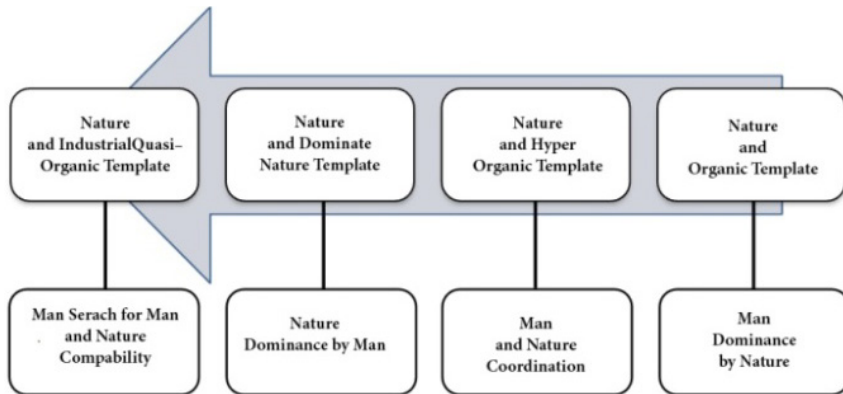 Nature
and IndustrialQuasi–
Organic Template
Nature
and Dominate
Nature Template
Nature
and Hyper
Organic Template
Nature
and
Organic Template
Man Serach for Man
and Nature
Compability
Nature
Dominance by Man
Man
and Nature
Coordination
Man
Dominance
by Nature